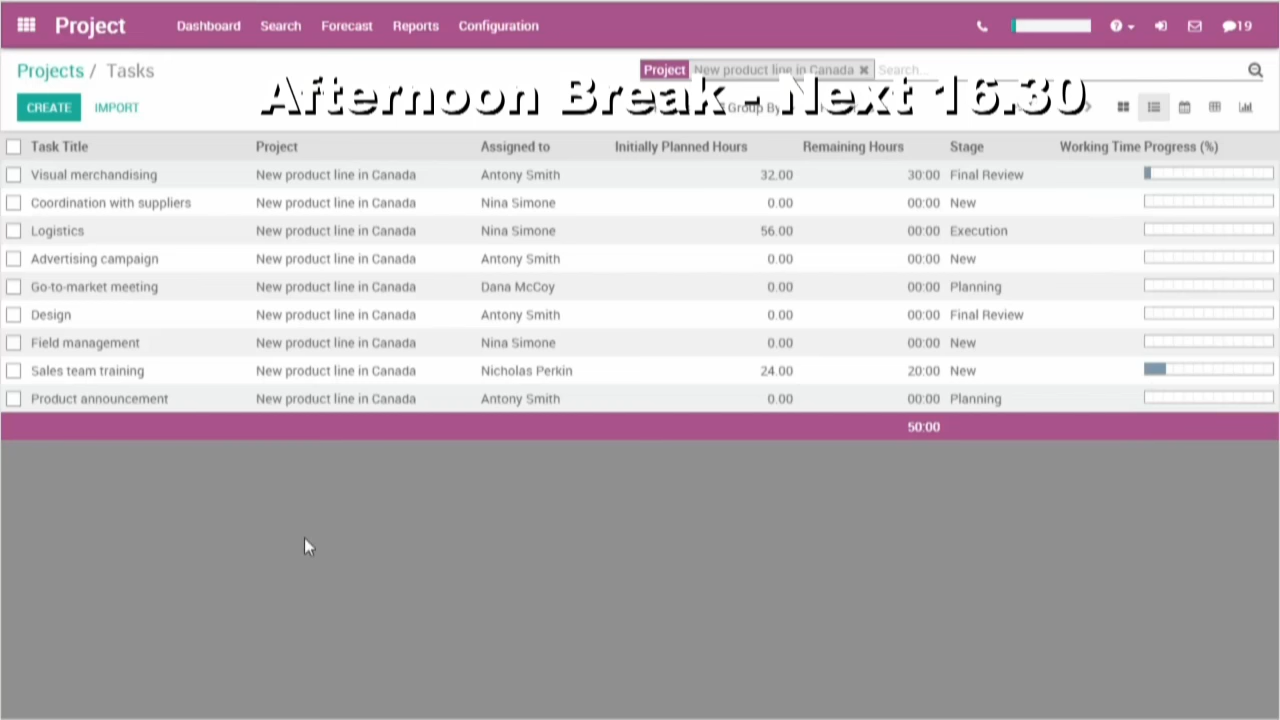 Project Dashboard Search Forecast Reports Configuration 19
Projects / Tasks
Project New product line in Canada Search...
CREATE IMPORT
Afternoon Break - Next 16.30
Group By
Task Title Project Assigned to Initially Planned Hours Remaining Hours Stage Working Time Progress (%)
Visual merchandising New product line in Canada Antony Smith 32.00 30:00 Final Review
Coordination with suppliers New product line in Canada Nina Simone 0.00 00:00 New
Logistics New product line in Canada Nina Simone 56.00 00:00 Execution
Advertising campaign New product line in Canada Antony Smith 0.00 00:00 New
Go-to-market meeting New product line in Canada Dana McCoy 0.00 00:00 Planning
Design New product line in Canada Antony Smith 0.00 00:00 Final Review
Field management New product line in Canada Nina Simone 0.00 00:00 New
Sales team training New product line in Canada Nicholas Perkin 24.00 20:00 New
Product announcement New product line in Canada Antony Smith 0.00 00:00 Planning
50:00